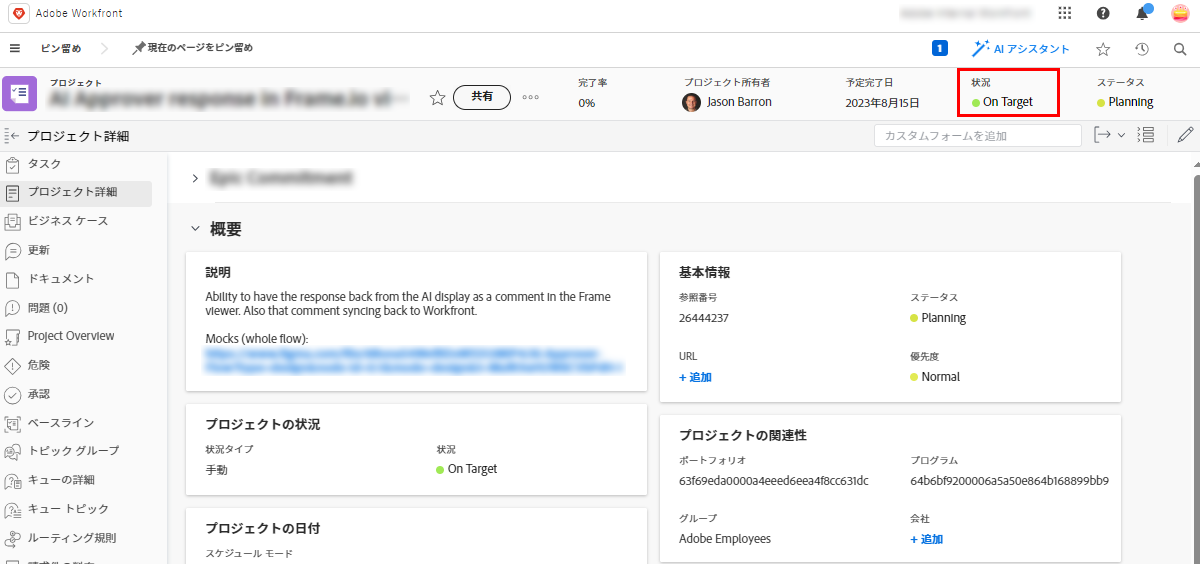 Adobe Workfront
ピン留め
現在のページをピン留め
1
AI アシスタント
プロジェクト
共有
完了率
0%
プロジェクト所有者
Jason Barron
予定完了日
2023年8月15日
状況
On Target
ステータス
Planning
プロジェクト詳細
カスタムフォームを追加
タスク
プロジェクト詳細
ビジネス ケース
更新
ドキュメント
問題 (0)
Project Overview
危険
承認
ベースライン
トピック グループ
キューの詳細
キュー トピック
ルーティング規則
概要
説明
Ability to have the response back from the AI display as a comment in the Frame
viewer. Also that comment syncing back to Workfront.
Mocks (whole flow):
プロジェクトの状況
状況タイプ
手動
状況
On Target
プロジェクトの日付
スケジュール モード
基本情報
参照番号
26444237
ステータス
Planning
URL
+ 追加
優先度
Normal
プロジェクトの関連性
ポートフォリオ
63f69eda0000a4eeed6eea4f8cc631dc
プログラム
64b6bf9200006a5a50e864b168899bb9
グループ
Adobe Employees
会社
+ 追加